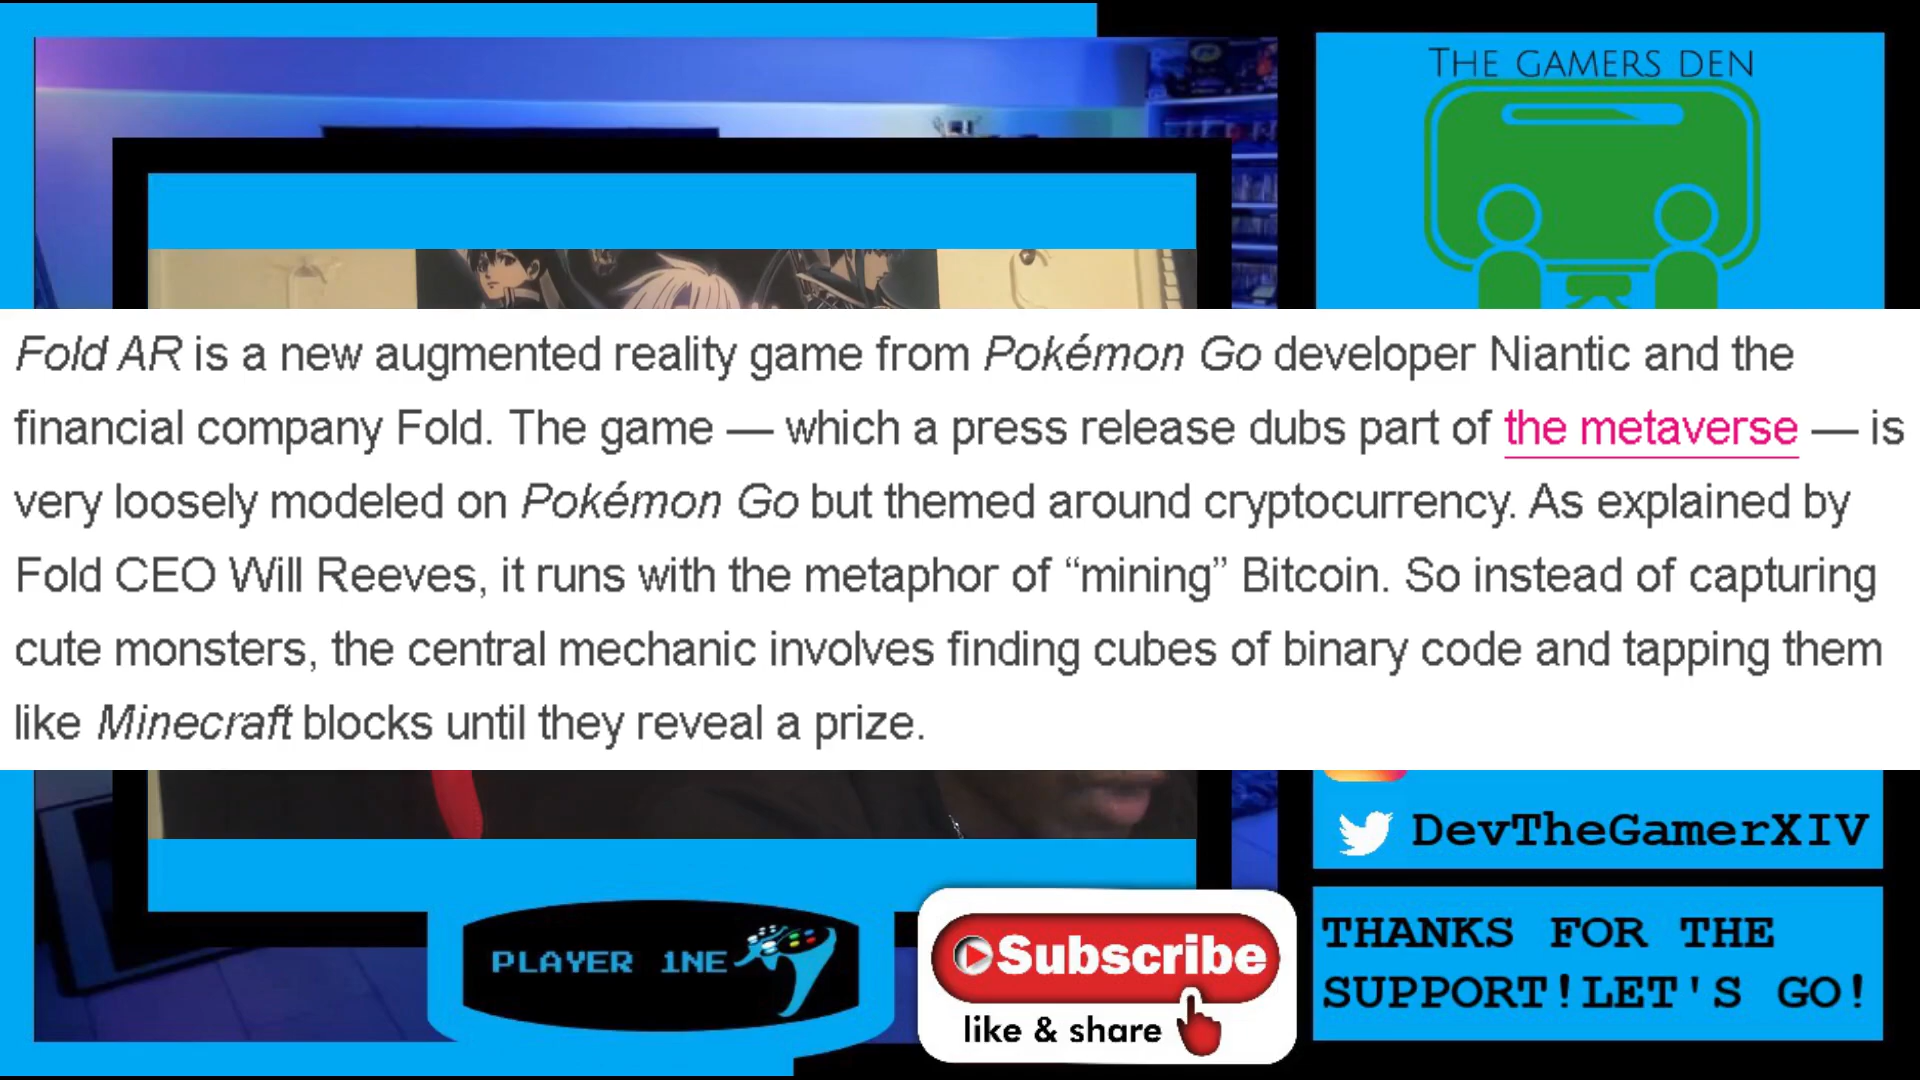 THE GAMERS DEN
Fold AR is a new augmented reality game from Pokémon Go developer Niantic and the
financial company Fold. The game — which a press release dubs part of the metaverse — is
very loosely modeled on Pokémon Go but themed around cryptocurrency. As explained by
Fold CEO Will Reeves, it runs with the metaphor of “mining” Bitcoin. So instead of capturing
cute monsters, the central mechanic involves finding cubes of binary code and tapping them
like Minecraft blocks until they reveal a prize.
DevTheGamerXIV
PLAYER 1NE
Subscribe
like & share
THANKS FOR THE
SUPPORT!LET'S GO!